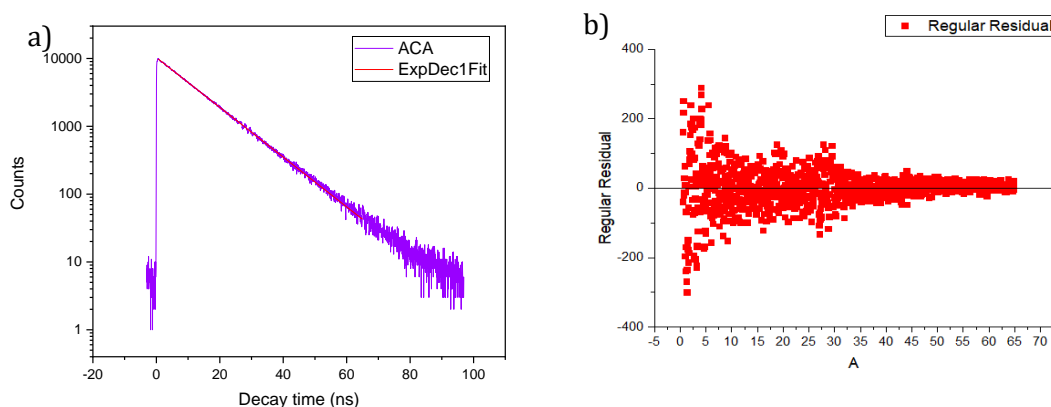 a)
ACA
ExpDec1Fit
10000
1000
100
10
1
Counts
-20 0 20 40 60 80 100
Decay time (ns)
b)
Regular Residual
400
200
0
-200
-400
Regular Residual
-5 0 5 10 15 20 25 30 35 40 45 50 55 60 65 70
A